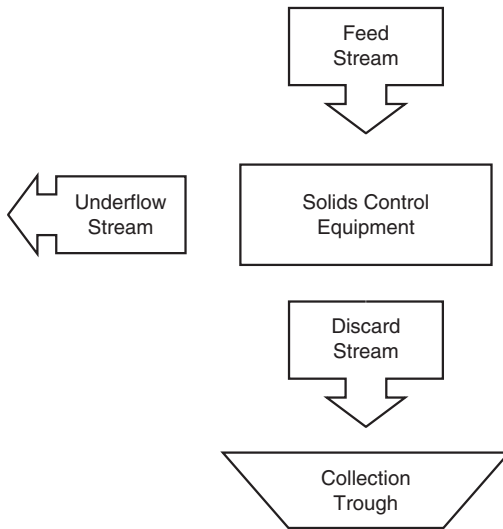 Feed
Stream
Underflow
Stream
Solids Control
Equipment
Discard
Stream
Collection
Trough